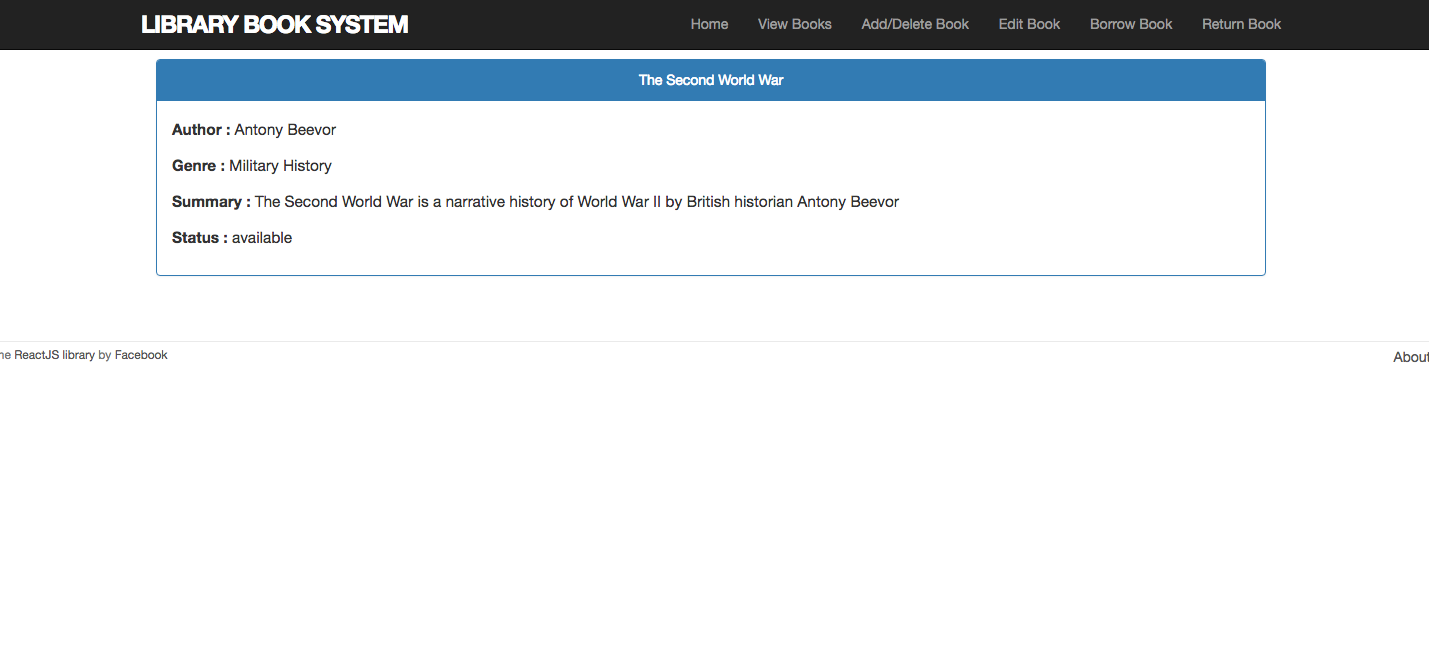 LIBRARY BOOK SYSTEM Home View Books Add/Delete Book Edit Book Borrow Book Return Book
The Second World War
Author : Antony Beevor
Genre : Military History
Summary : The Second World War is a narrative history of World War II by British historian Antony Beevor
Status : available
ReactJS library by Facebook About